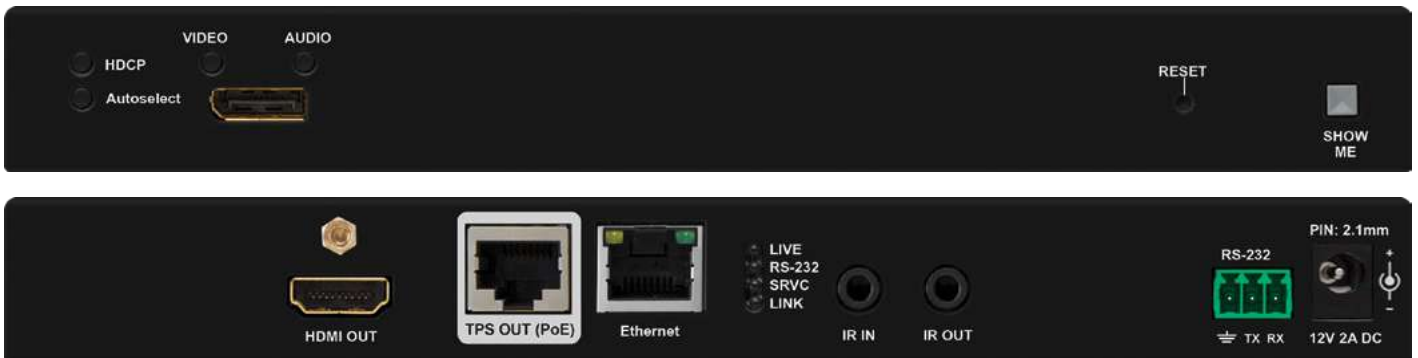 VIDEO
AUDIO
HDCP
Autoselect
RESET
SHOW
ME
HDMI OUT
TPS OUT (PoE)
Ethernet
LIVE
RS-232
SRVC
LINK
IR IN
IR OUT
RS-232
TX RX
PIN: 2.1mm
+
-
12V 2A DC